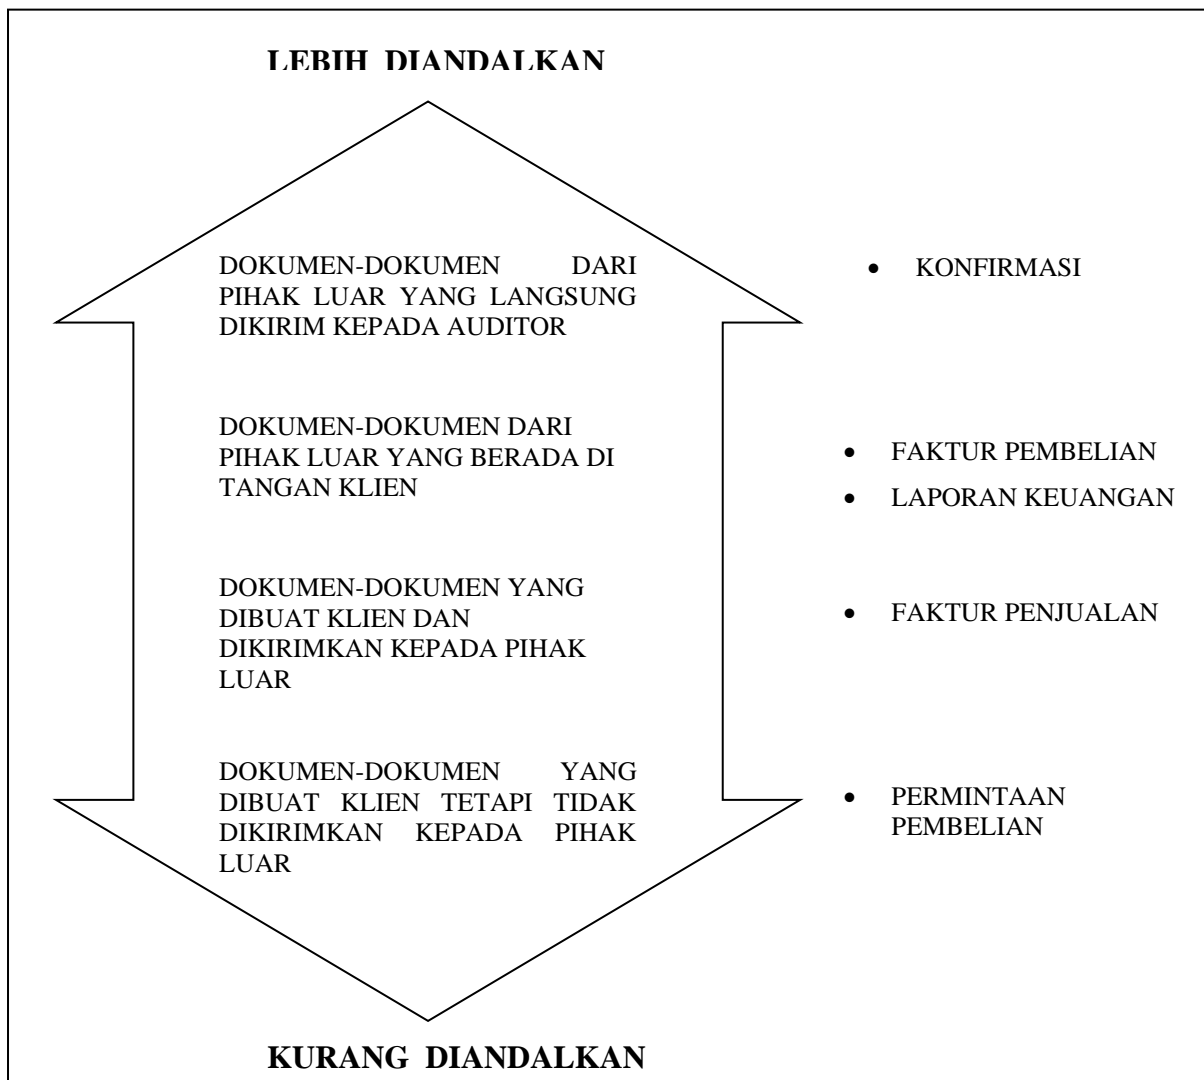 LEBIH DIANDALKAN
DOKUMEN-DOKUMEN DARI
PIHAK LUAR YANG LANGSUNG
DIKIRIM KEPADA AUDITOR
• KONFIRMASI
DOKUMEN-DOKUMEN DARI
PIHAK LUAR YANG BERADA DI
TANGAN KLIEN
• FAKTUR PEMBELIAN
• LAPORAN KEUANGAN
DOKUMEN-DOKUMEN YANG
DIBUAT KLIEN DAN
DIKIRIMKAN KEPADA PIHAK
LUAR
• FAKTUR PENJUALAN
DOKUMEN-DOKUMEN YANG
DIBUAT KLIEN TETAPI TIDAK
DIKIRIMKAN KEPADA PIHAK
LUAR
• PERMINTAAN
PEMBELIAN
KURANG DIANDALKAN